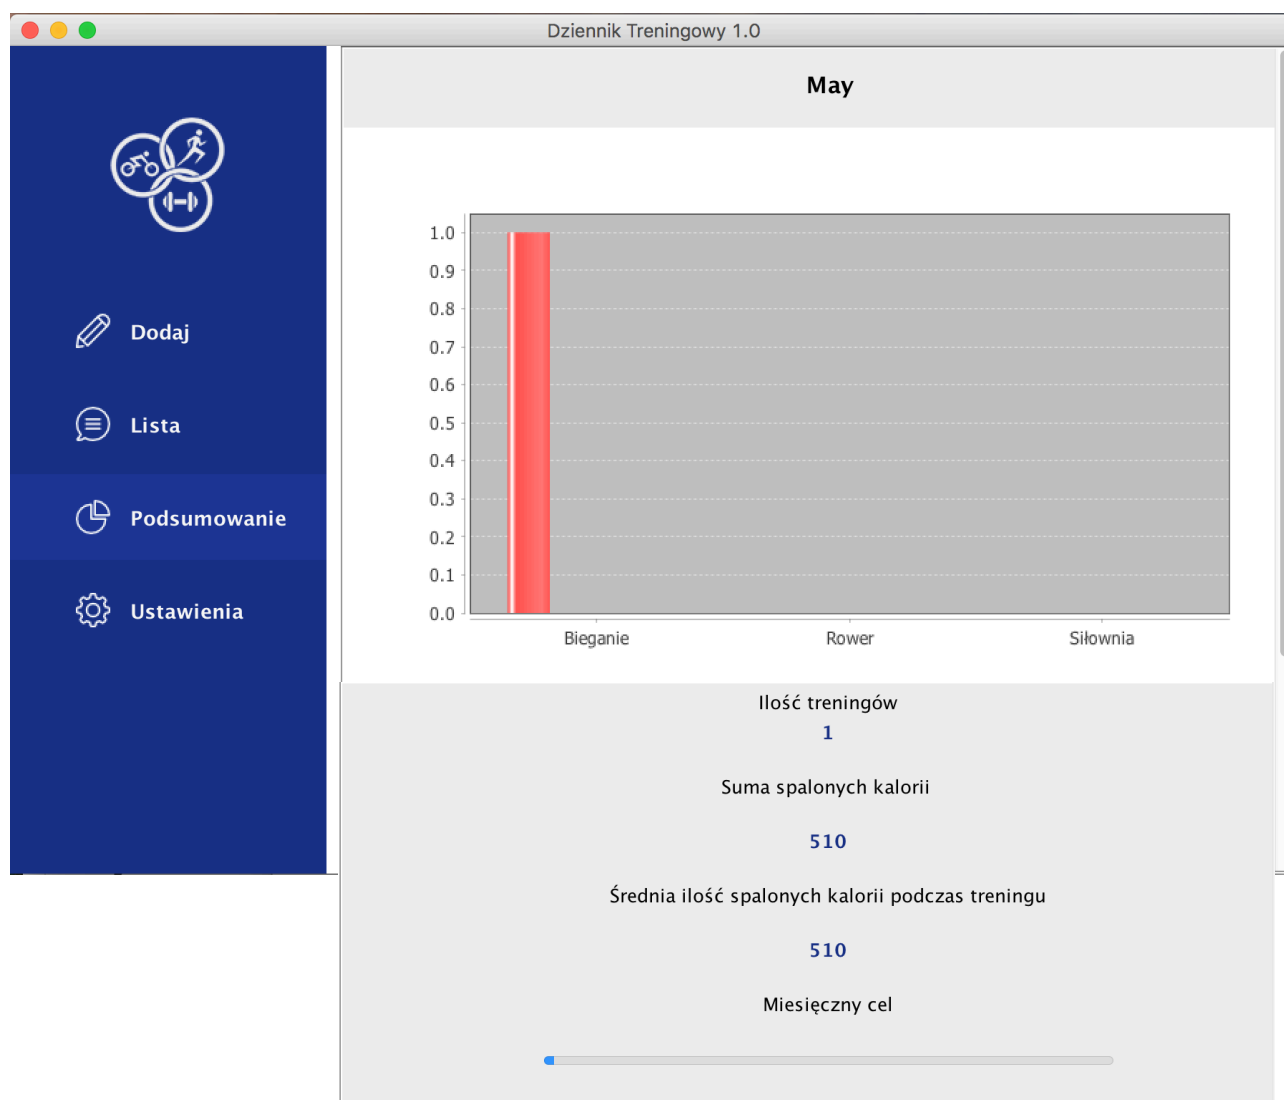 Dziennik Treningowy 1.0
May
Dodaj
Lista
Podsumowanie
Ustawienia
1.0
0.9
0.8
0.7
0.6
0.5
0.4
0.3
0.2
0.1
0.0
Bieganie Rower Siłownia
Ilość treningów
1
Suma spalonych kalorii
510
Średnia ilość spalonych kalorii podczas treningu
510
Miesięczny cel